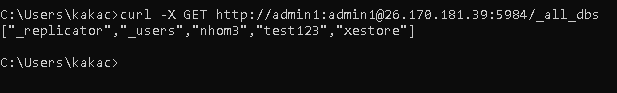 C:\Users\kakac>curl -X GET http://admin1:admin1@26.170.181.39:5984/_all_dbs
["_replicator","_users","nhom3","test123","xestore"]
C:\Users\kakac>